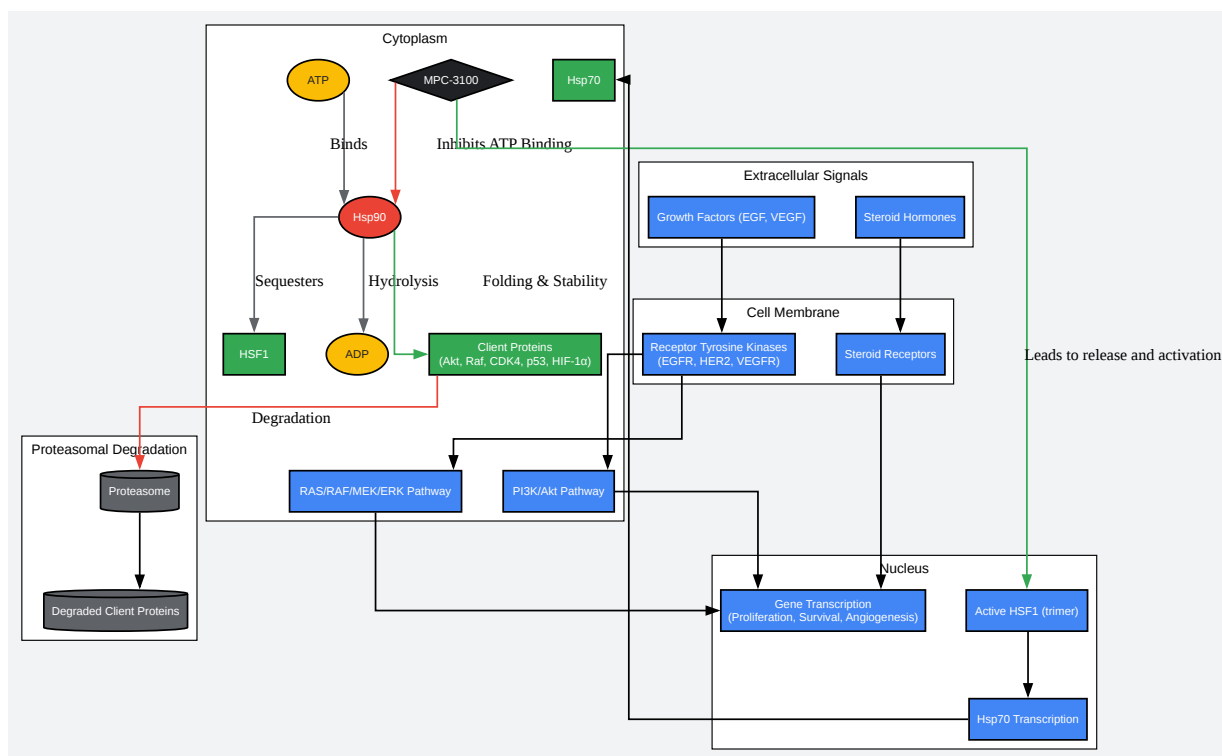 Cytoplasm
ATP
MPC-3100
Hsp70
Binds
Inhibits ATP Binding
Extracellular Signals
Growth Factors (EGF, VEGF)
Steroid Hormones
Hsp90
Sequesters
Hydrolysis
Folding & Stability
Cell Membrane
HSF1
ADP
Client Proteins
(Akt, Raf, CDK4, p53, HIF-1α)
Receptor Tyrosine Kinases
(EGFR, HER2, VEGFR)
Steroid Receptors
Leads to release and activation
Degradation
Proteasomal Degradation
Proteasome
RAS/RAF/MEK/ERK Pathway
PI3K/Akt Pathway
Nucleus
Degraded Client Proteins
Gene Transcription
(Proliferation, Survival, Angiogenesis)
Active HSF1 (trimer)
Hsp70 Transcription